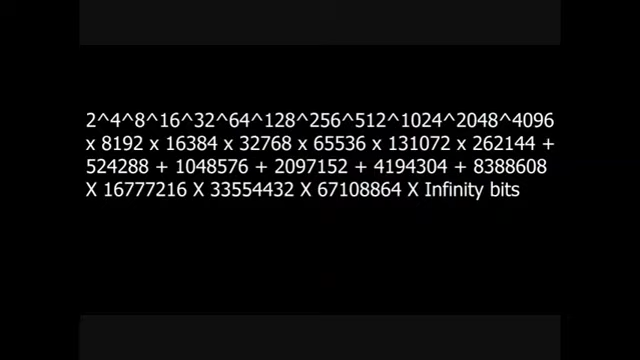 2^4^8^16^32^64^128^256^512^1024^2048^4096
x 8192 x 16384 x 32768 x 65536 x 131072 x 262144 +
524288 + 1048576 + 2097152 + 4194304 + 8388608
X 16777216 X 33554432 X 67108864 X Infinity bits